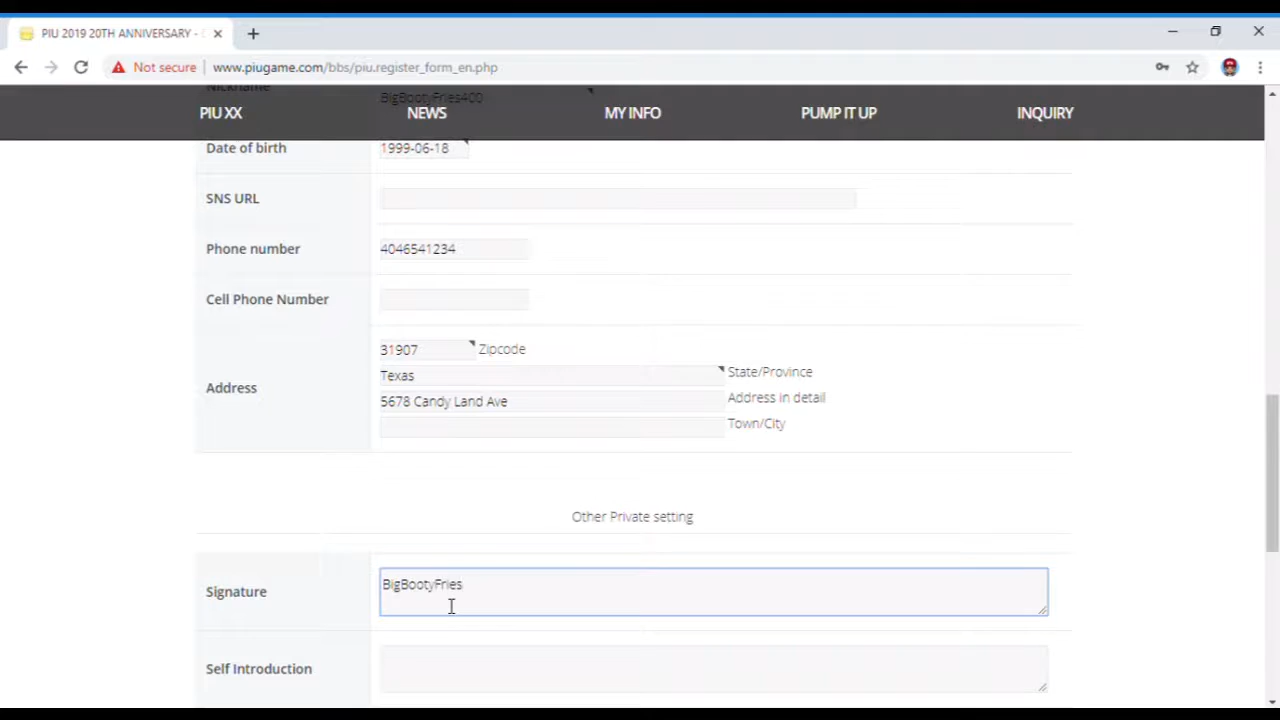 PIU 2019 20TH ANNIVERSARY -
Not secure | www.piugame.com/bbs/piu.register_form_en.php
Nickname BigBootyFries400
PIU XX NEWS MY INFO PUMP IT UP INQUIRY
Date of birth 1999-06-18
SNS URL
Phone number 4046541234
Cell Phone Number
31907 Zipcode
Texas State/Province
Address
5678 Candy Land Ave Address in detail
Town/City
Other Private setting
Signature BigBootyFries
Self Introduction